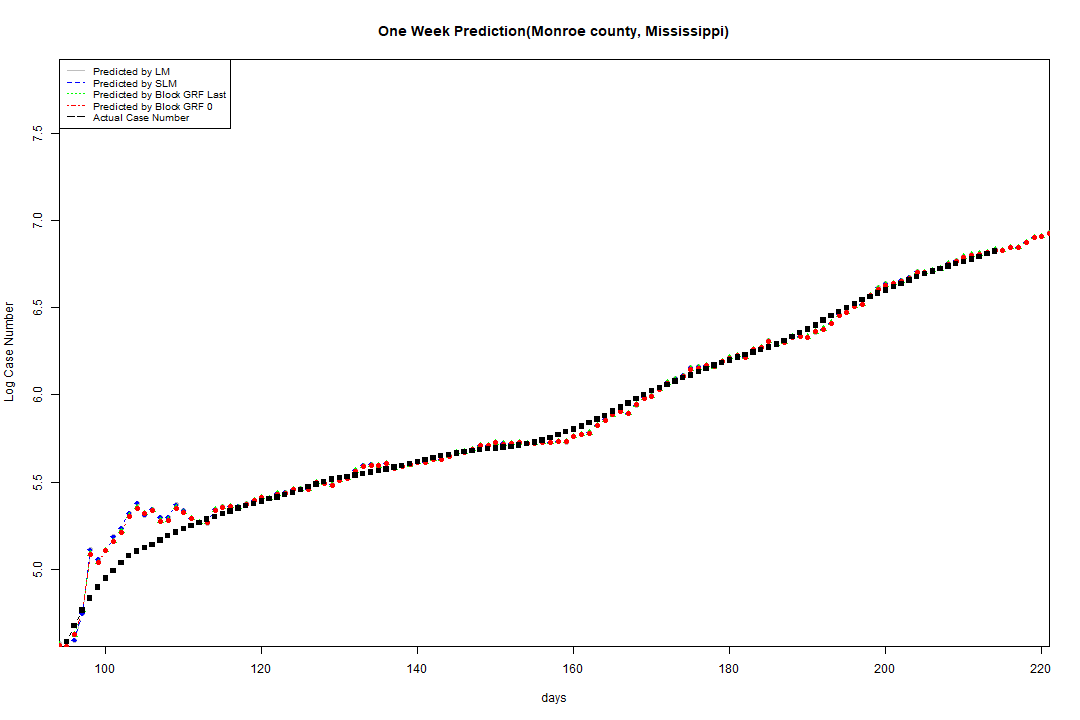 One Week Prediction(Monroe county, Mississippi)
Predicted by LM
Predicted by SLM
Predicted by Block GRF Last
Predicted by Block GRF 0
Actual Case Number
7.5
7.0
6.5
6.0
5.5
5.0
Log Case Number
100 120 140 160 180 200 220
days